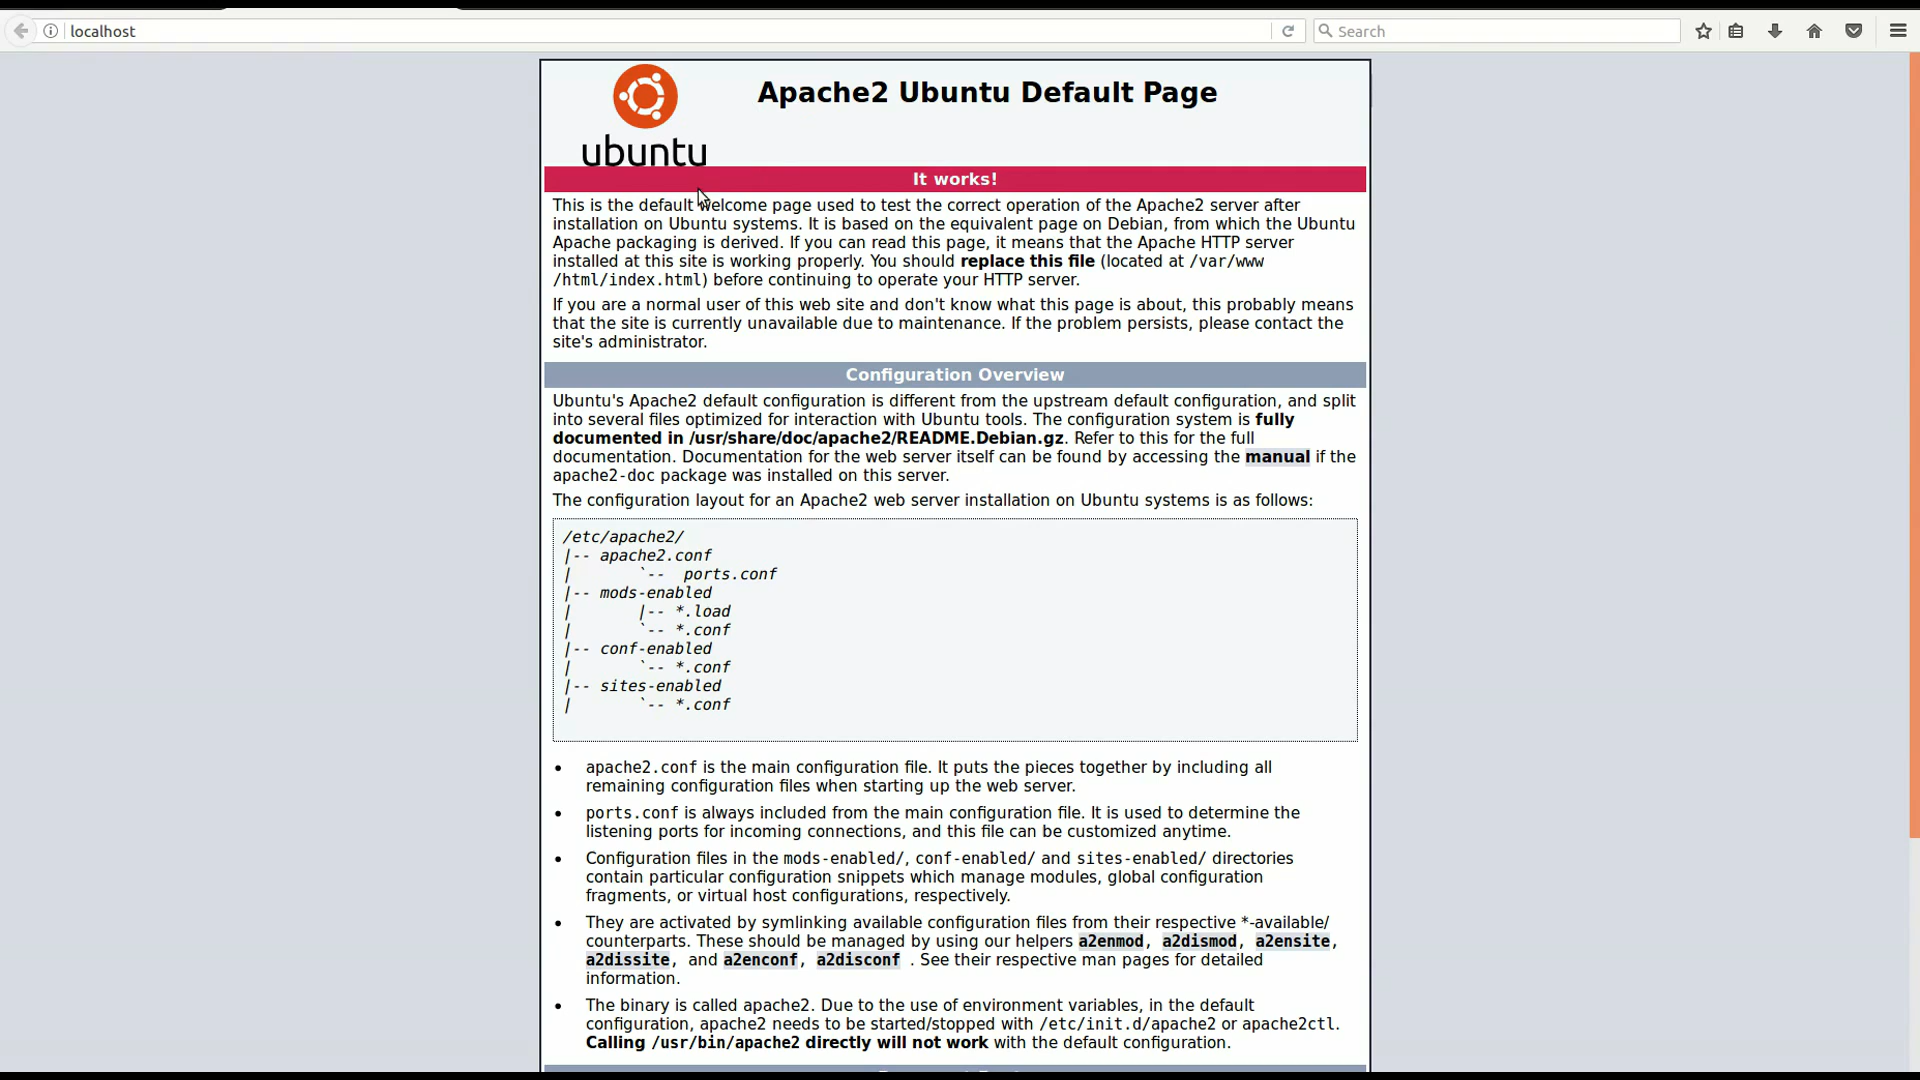 localhost
Search
ubuntu
Apache2 Ubuntu Default Page
It works!
This is the default welcome page used to test the correct operation of the Apache2 server after
installation on Ubuntu systems. It is based on the equivalent page on Debian, from which the Ubuntu
Apache packaging is derived. If you can read this page, it means that the Apache HTTP server
installed at this site is working properly. You should replace this file (located at /var/www
/html/index.html) before continuing to operate your HTTP server.
If you are a normal user of this web site and don't know what this page is about, this probably means
that the site is currently unavailable due to maintenance. If the problem persists, please contact the
site's administrator.
Configuration Overview
Ubuntu's Apache2 default configuration is different from the upstream default configuration, and split
into several files optimized for interaction with Ubuntu tools. The configuration system is fully
documented in /usr/share/doc/apache2/README.Debian.gz. Refer to this for the full
documentation. Documentation for the web server itself can be found by accessing the manual if the
apache2-doc package was installed on this server.
The configuration layout for an Apache2 web server installation on Ubuntu systems is as follows:
/etc/apache2/
|-- apache2.conf
|       `--  ports.conf
|-- mods-enabled
|       |-- *.load
|       `-- *.conf
|-- conf-enabled
|       `-- *.conf
|-- sites-enabled
|       `-- *.conf
• apache2.conf is the main configuration file. It puts the pieces together by including all
remaining configuration files when starting up the web server.
• ports.conf is always included from the main configuration file. It is used to determine the
listening ports for incoming connections, and this file can be customized anytime.
• Configuration files in the mods-enabled/, conf-enabled/ and sites-enabled/ directories
contain particular configuration snippets which manage modules, global configuration
fragments, or virtual host configurations, respectively.
• They are activated by symlinking available configuration files from their respective *-available/
counterparts. These should be managed by using our helpers a2enmod, a2dismod, a2ensite,
a2dissite, and a2enconf, a2disconf . See their respective man pages for detailed
information.
• The binary is called apache2. Due to the use of environment variables, in the default
configuration, apache2 needs to be started/stopped with /etc/init.d/apache2 or apache2ctl.
Calling /usr/bin/apache2 directly will not work with the default configuration.